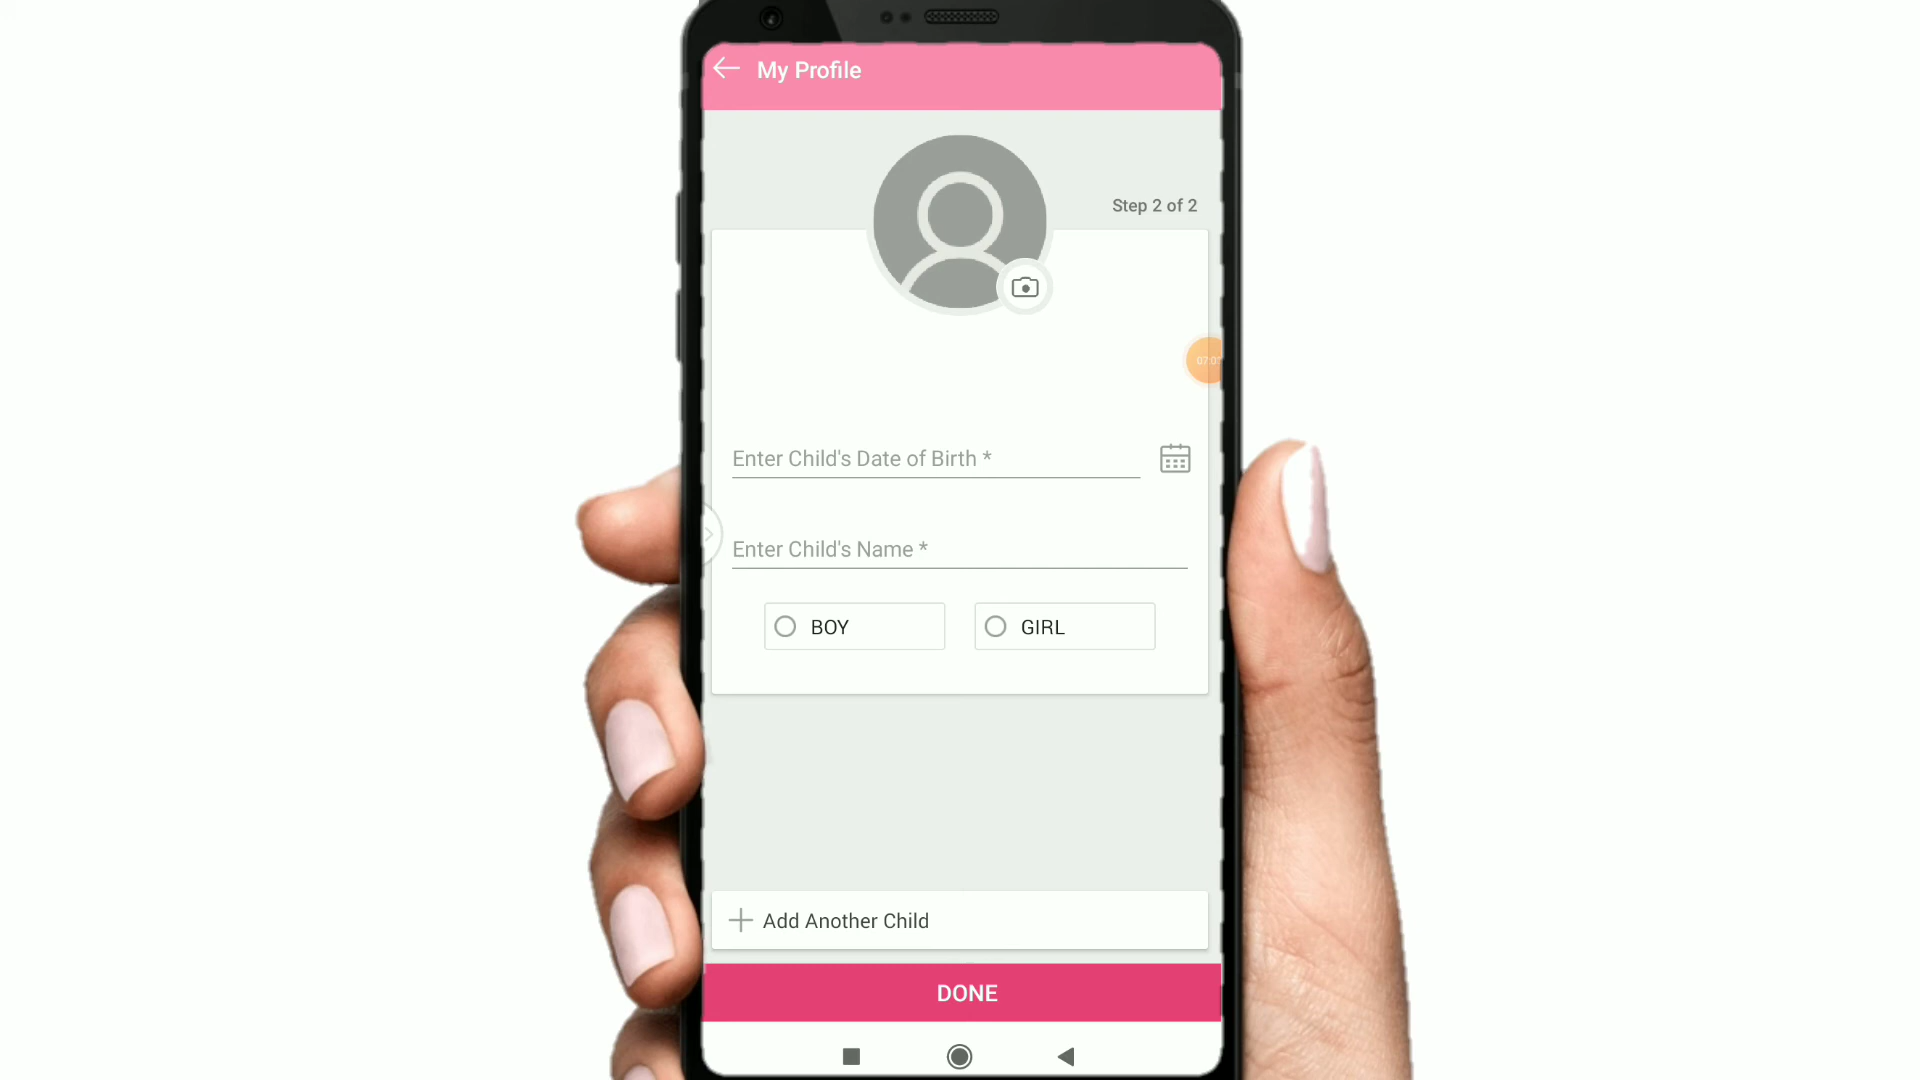 My Profile
Step 2 of 2
Enter Child's Date of Birth *
Enter Child's Name *
BOY
GIRL
Add Another Child
DONE